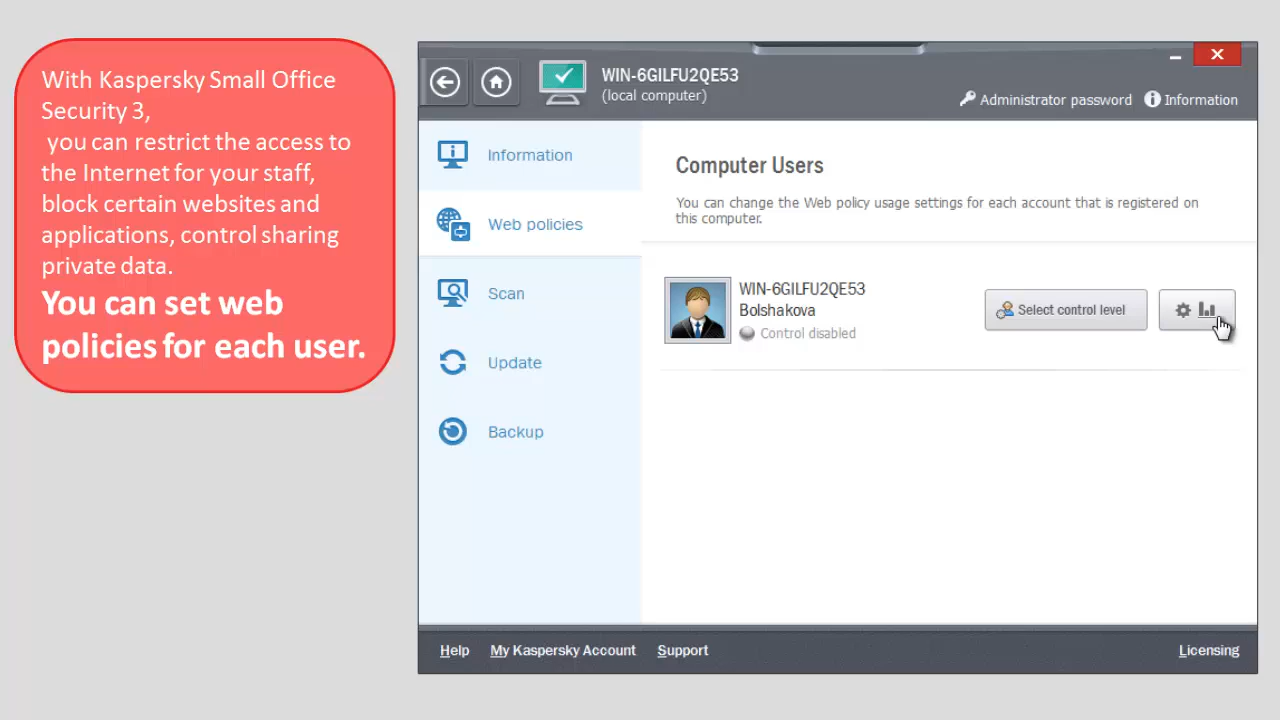 With Kaspersky Small Office
Security 3,
you can restrict the access to
the Internet for your staff,
block certain websites and
applications, control sharing
private data.
You can set web
policies for each user.
WIN-6GILFU2QE53
(local computer)
Administrator password
Information
Information
Web policies
Scan
Update
Backup
Computer Users
You can change the Web policy usage settings for each account that is registered on
this computer.
WIN-6GILFU2QE53
Bolshakova
Control disabled
Select control level
Help
My Kaspersky Account
Support
Licensing